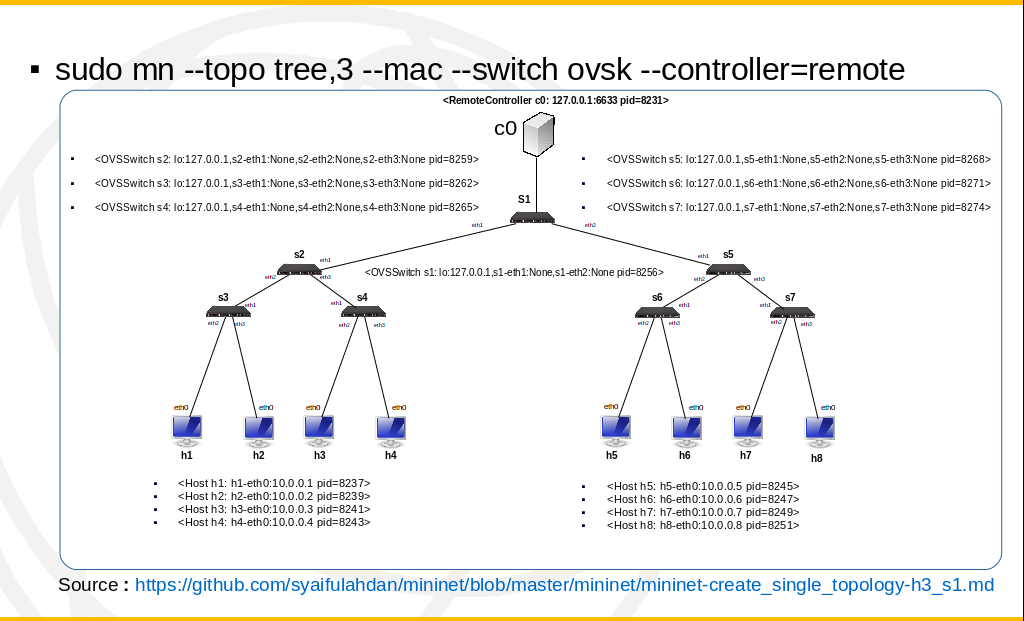 ▪ sudo mn --topo tree,3 --mac --switch ovsk --controller=remote
<RemoteController c0: 127.0.0.1:6633 pid=8231>
c0
▪ <OVSSwitch s2: lo:127.0.0.1,s2-eth1:None,s2-eth2:None,s2-eth3:None pid=8259>
▪ <OVSSwitch s3: lo:127.0.0.1,s3-eth1:None,s3-eth2:None,s3-eth3:None pid=8262>
▪ <OVSSwitch s4: lo:127.0.0.1,s4-eth1:None,s4-eth2:None,s4-eth3:None pid=8265>
▪ <OVSSwitch s5: lo:127.0.0.1,s5-eth1:None,s5-eth2:None,s5-eth3:None pid=8268>
▪ <OVSSwitch s6: lo:127.0.0.1,s6-eth1:None,s6-eth2:None,s6-eth3:None pid=8271>
▪ <OVSSwitch s7: lo:127.0.0.1,s7-eth1:None,s7-eth2:None,s7-eth3:None pid=8274>
S1
eth1 eth2
s2 s5
eth1 eth1
<OVSSwitch s1: lo:127.0.0.1,s1-eth1:None,s1-eth2:None pid=8256>
eth2 eth3 eth2 eth3
s3 s4 s6 s7
eth1 eth1 eth1 eth1
eth2 eth3 eth2 eth3 eth2 eth3 eth2 eth3
eth0 eth0 eth0 eth0 eth0 eth0 eth0 eth0
h1 h2 h3 h4 h5 h6 h7 h8
▪ <Host h1: h1-eth0:10.0.0.1 pid=8237>
▪ <Host h2: h2-eth0:10.0.0.2 pid=8239>
▪ <Host h3: h3-eth0:10.0.0.3 pid=8241>
▪ <Host h4: h4-eth0:10.0.0.4 pid=8243>
▪ <Host h5: h5-eth0:10.0.0.5 pid=8245>
▪ <Host h6: h6-eth0:10.0.0.6 pid=8247>
▪ <Host h7: h7-eth0:10.0.0.7 pid=8249>
▪ <Host h8: h8-eth0:10.0.0.8 pid=8251>
Source : https://github.com/syaifulahdan/mininet/blob/master/mininet/mininet-create_single_topology-h3_s1.md